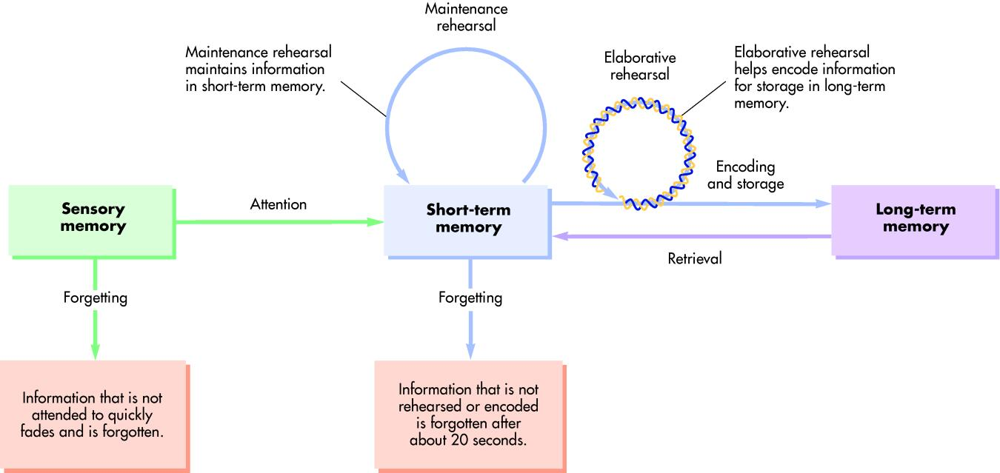 Maintenance
rehearsal
Maintenance rehearsal
maintains information
in short-term memory.
Elaborative
rehearsal
Elaborative rehearsal
helps encode information
for storage in long-term
memory.
Encoding
and storage
Sensory
memory
Attention
Short-term
memory
Long-term
memory
Retrieval
Forgetting
Forgetting
Information that is not
attended to quickly
fades and is forgotten.
Information that is not
rehearsed or encoded
is forgotten after
about 20 seconds.